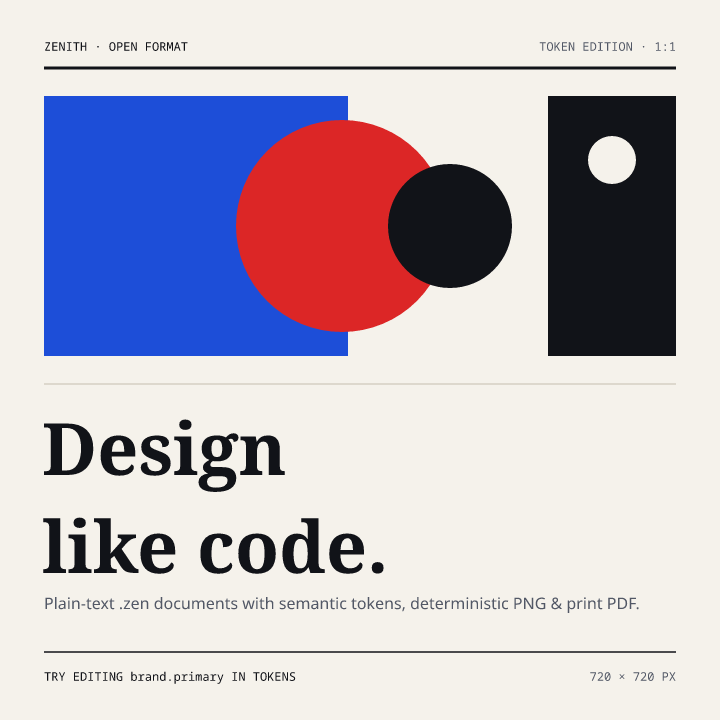 ZENITH · OPEN FORMAT
TOKEN EDITION · 1:1
Design
like code.
Plain-text .zen documents with semantic tokens, deterministic PNG & print PDF.
TRY EDITING brand.primary IN TOKENS
720 × 720 PX